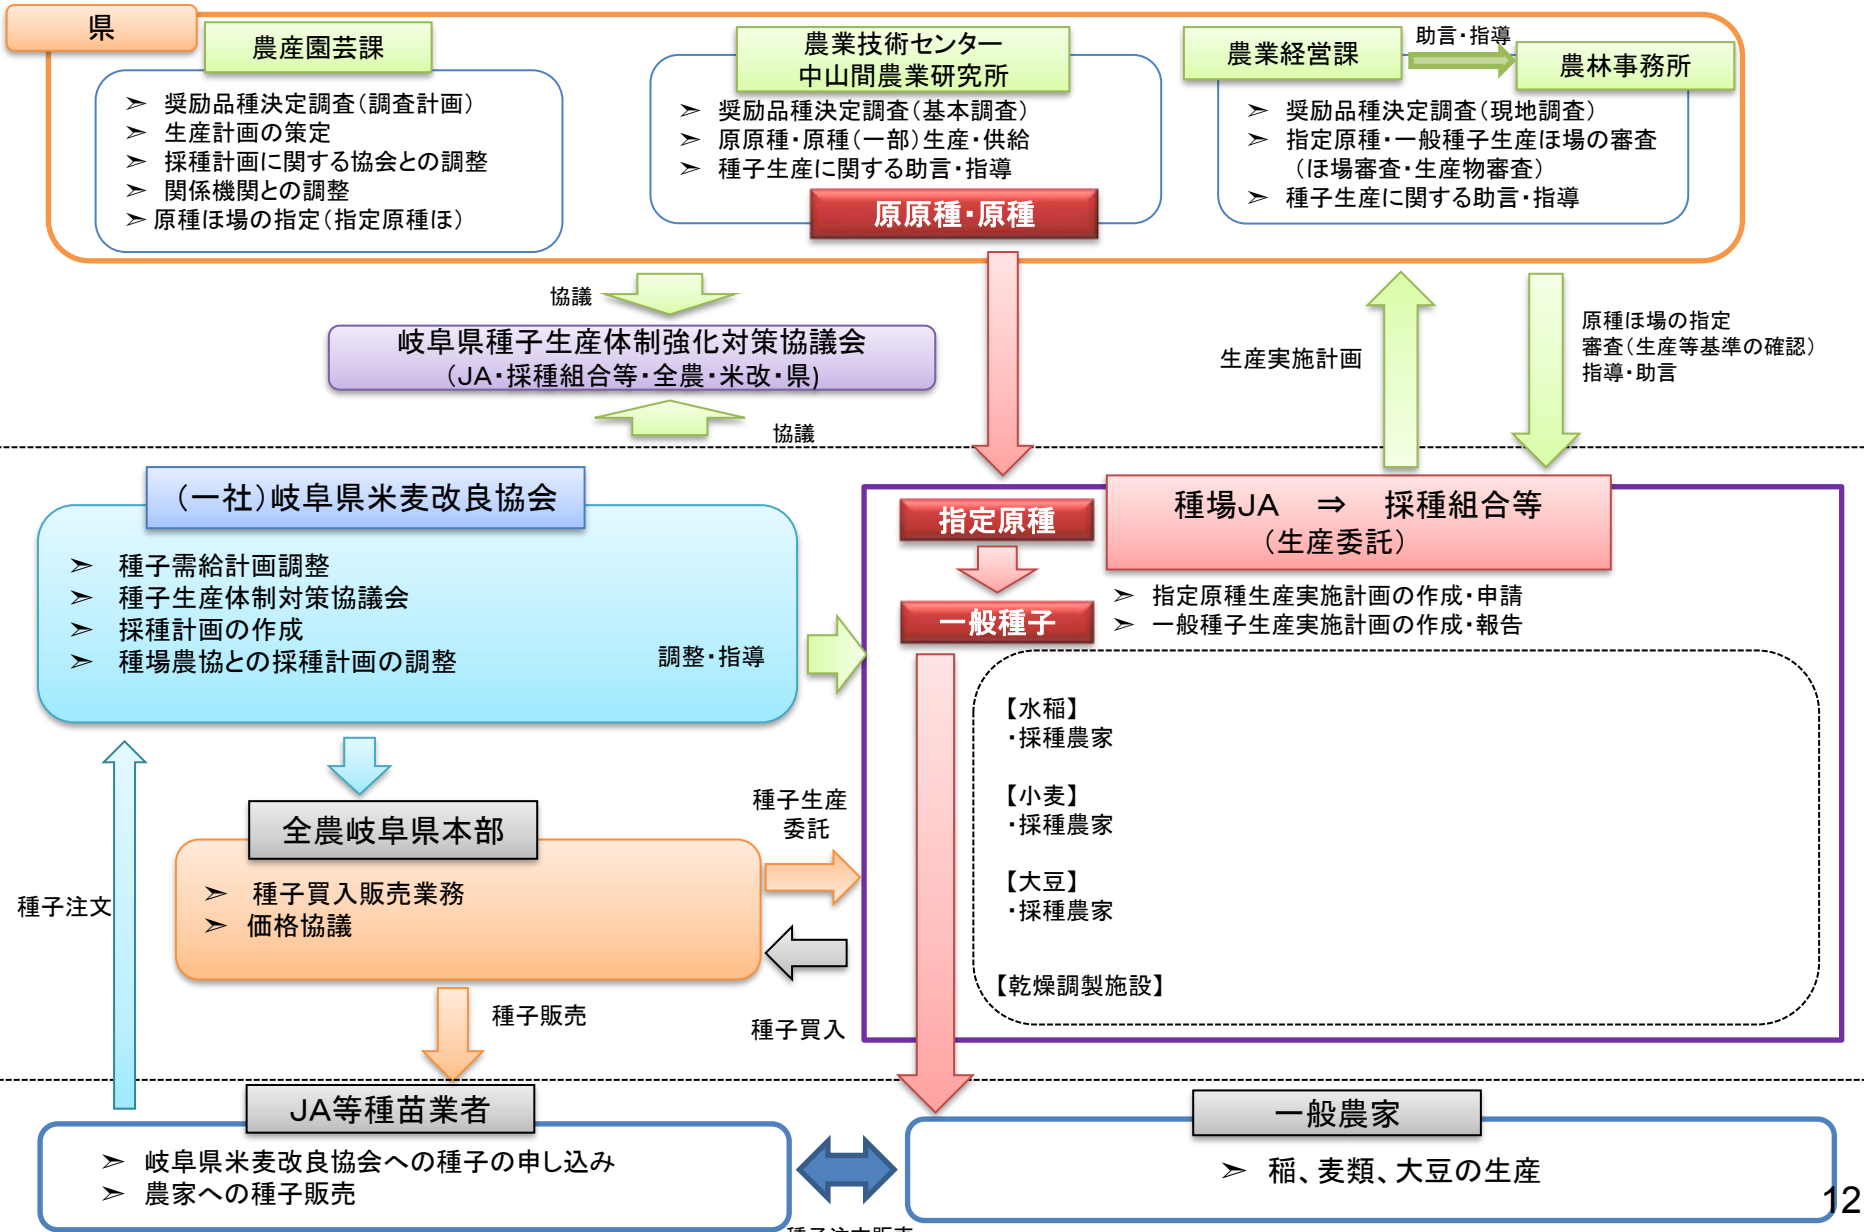 県
農産園芸課
➢ 奨励品種決定調査（調査計画）
➢ 生産計画の策定
➢ 採種計画に関する協会との調整
➢ 関係機関との調整
➢ 原種ほ場の指定（指定原種ほ）
農業技術センター
中山間農業研究所
➢ 奨励品種決定調査（基本調査）
➢ 原原種・原種（一部）生産・供給
➢ 種子生産に関する助言・指導
原原種・原種
農業経営課
助言・指導
農林事務所
➢ 奨励品種決定調査（現地調査）
➢ 指定原種・一般種子生産ほ場の審査
（ほ場審査・生産物審査）
➢ 種子生産に関する助言・指導
協議
岐阜県種子生産体制強化対策協議会
（JA・採種組合等・全農・米改・県)
協議
生産実施計画
原種ほ場の指定
審査（生産等基準の確認）
指導・助言
（一社）岐阜県米麦改良協会
➢ 種子需給計画調整
➢ 種子生産体制対策協議会
➢ 採種計画の作成
➢ 種場農協との採種計画の調整
調整・指導
指定原種
一般種子
種場JA ⇒ 採種組合等
（生産委託）
➢ 指定原種生産実施計画の作成・申請
➢ 一般種子生産実施計画の作成・報告
【水稲】
・採種農家
【小麦】
・採種農家
【大豆】
・採種農家
【乾燥調製施設】
全農岐阜県本部
➢ 種子買入販売業務
➢ 価格協議
種子生産
委託
種子買入
種子注文
種子販売
JA等種苗業者
➢ 岐阜県米麦改良協会への種子の申し込み
➢ 農家への種子販売
種子注文販売
一般農家
➢ 稲、麦類、大豆の生産
12